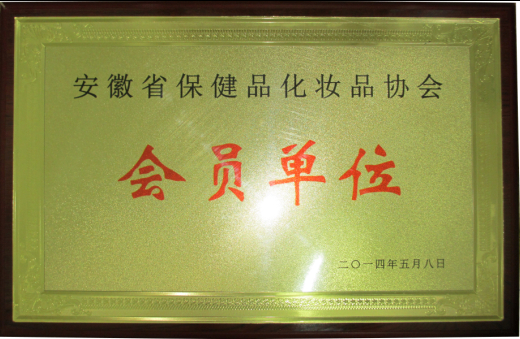 安徽省保健品化妆品协会
会员单位
二〇一四年五月八日